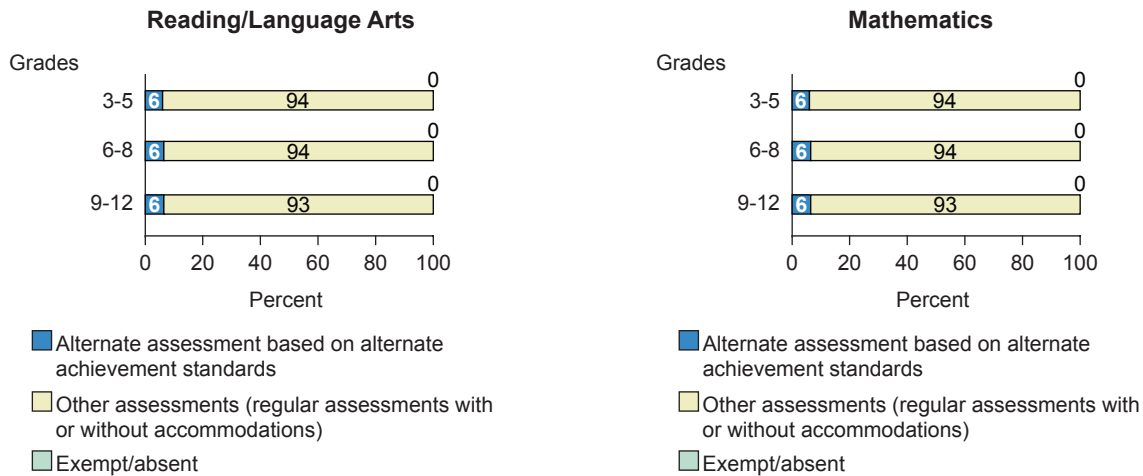 Reading/Language Arts
Grades
0
3-5 6 94
0
6-8 6 94
0
9-12 6 93
0 20 40 60 80 100
Percent
Alternate assessment based on alternate
achievement standards
Other assessments (regular assessments with
or without accommodations)
Exempt/absent
Mathematics
Grades
0
3-5 6 94
0
6-8 6 94
0
9-12 6 93
0 20 40 60 80 100
Percent
Alternate assessment based on alternate
achievement standards
Other assessments (regular assessments with
or without accommodations)
Exempt/absent